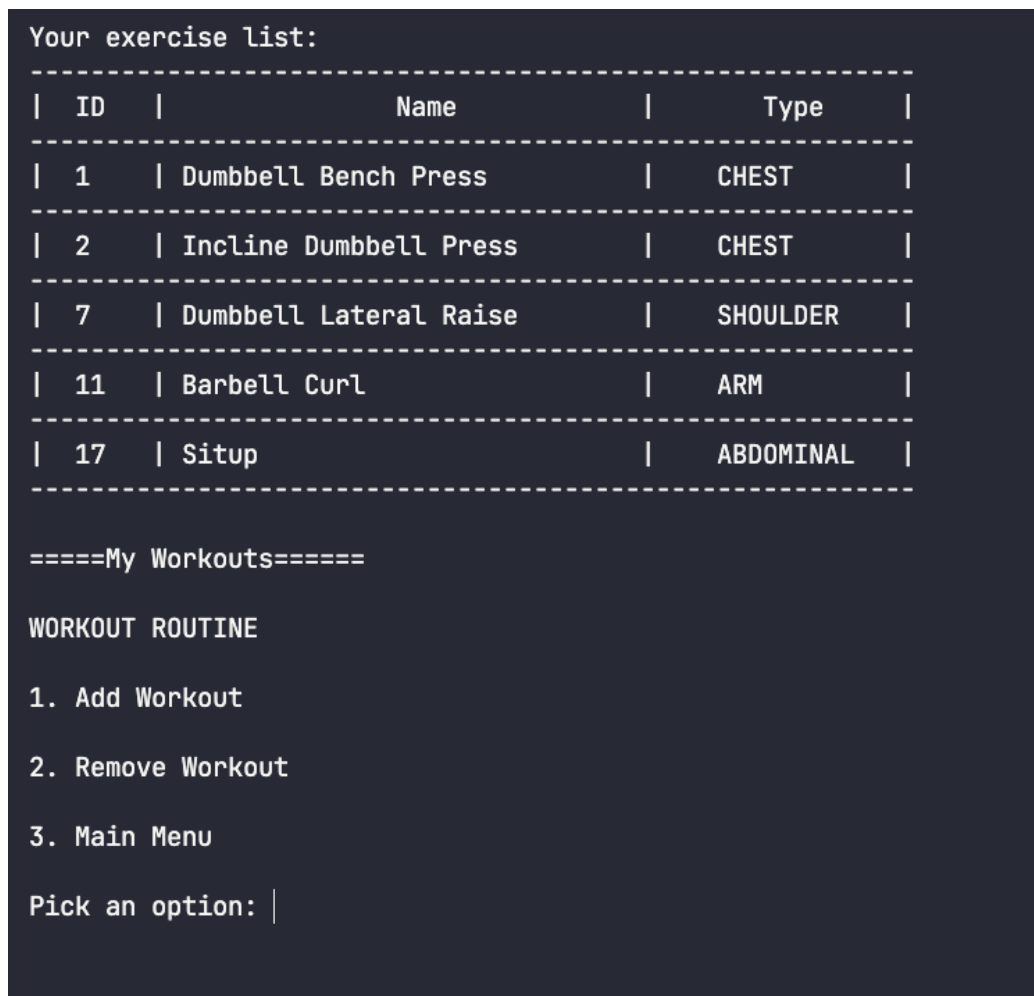 Your exercise list:
----------------------------------------------------------
|  ID   |               Name            |       Type     |
----------------------------------------------------------
|  1    | Dumbbell Bench Press          |    CHEST       |
----------------------------------------------------------
|  2    | Incline Dumbbell Press        |    CHEST       |
----------------------------------------------------------
|  7    | Dumbbell Lateral Raise        |    SHOULDER    |
----------------------------------------------------------
|  11   | Barbell Curl                  |    ARM         |
----------------------------------------------------------
|  17   | Situp                         |    ABDOMINAL   |
----------------------------------------------------------
=====My Workouts======
WORKOUT ROUTINE
1. Add Workout
2. Remove Workout
3. Main Menu
Pick an option: